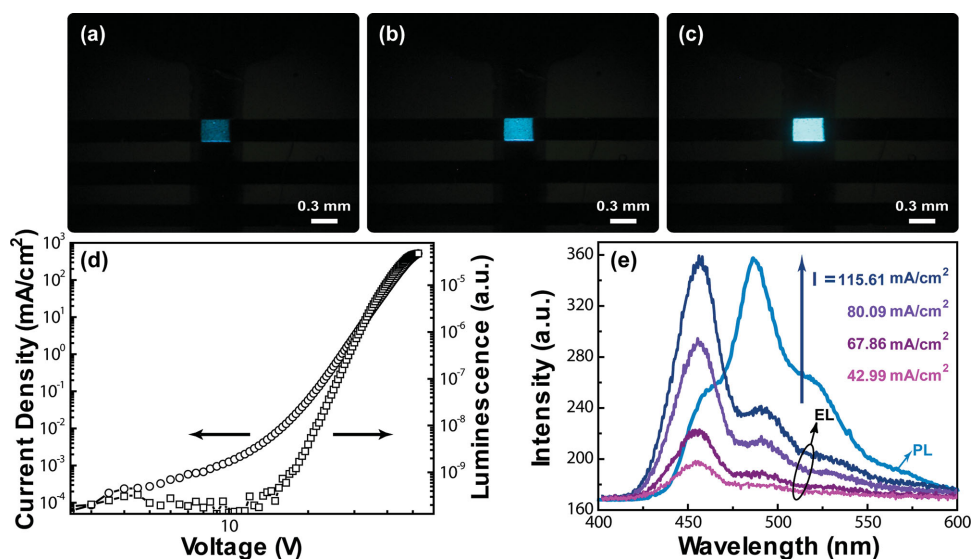 (a)
0.3 mm
(b)
0.3 mm
(c)
0.3 mm
(d)
Current Density (mA/cm²)
10³
10²
10¹
10⁰
10⁻¹
10⁻²
10⁻³
10⁻⁴
10
Voltage (V)
10⁻⁵
10⁻⁶
10⁻⁷
10⁻⁸
10⁻⁹
Luminescence (a.u.)
(e)
Intensity (a.u.)
360
320
280
240
200
160
I = 115.61 mA/cm²
80.09 mA/cm²
67.86 mA/cm²
42.99 mA/cm²
EL
PL
400 450 500 550 600
Wavelength (nm)